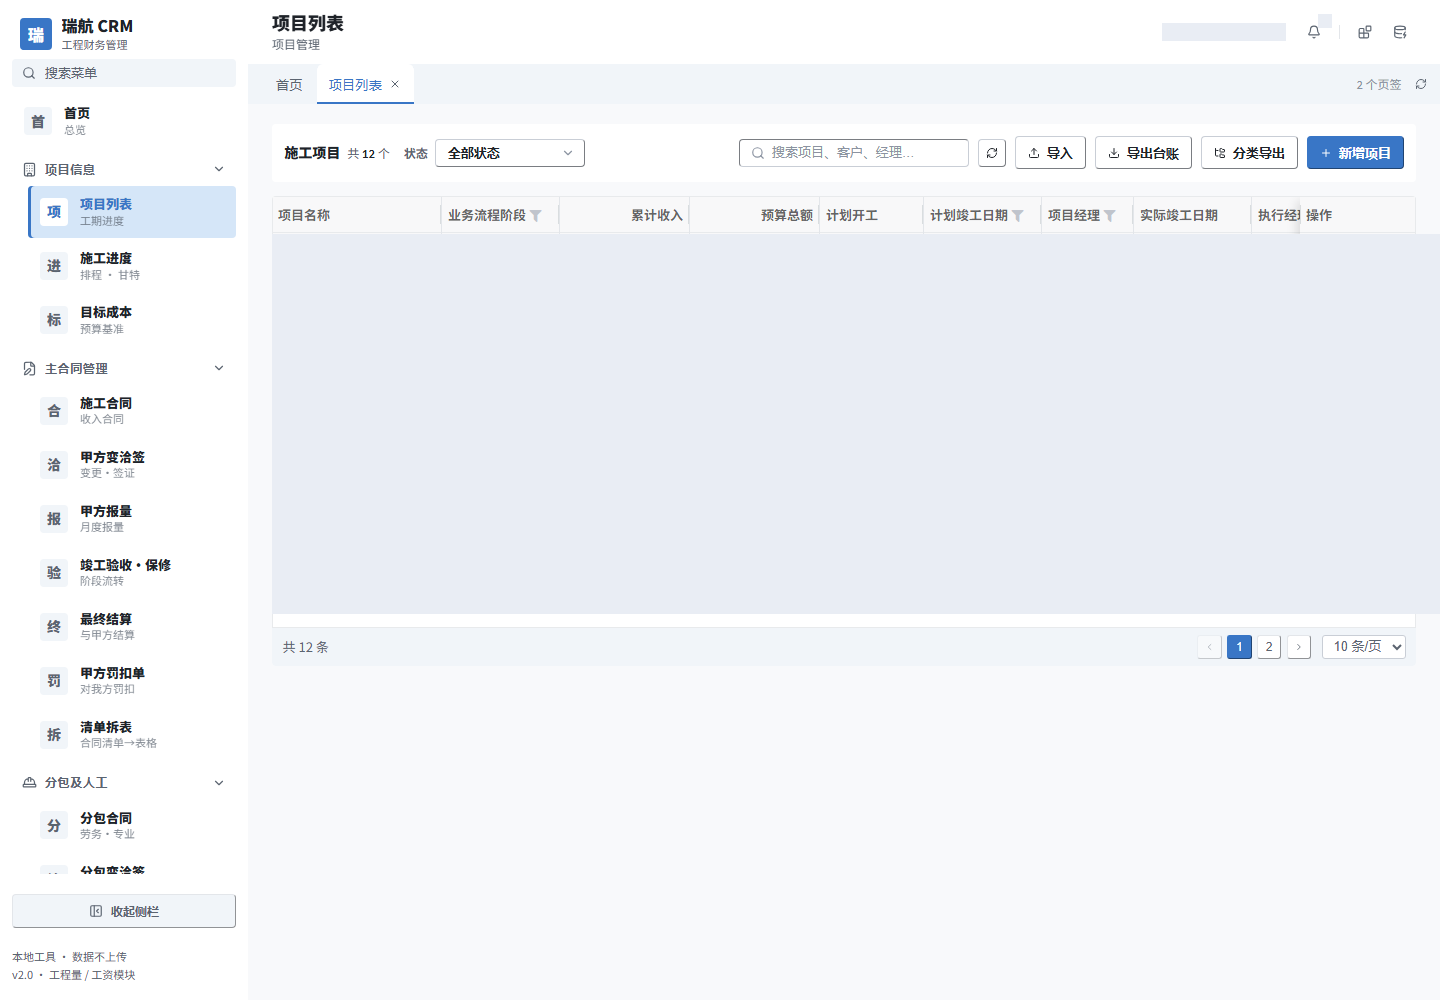 瑞
瑞航 CRM
工程财务管理
搜索菜单
首
首页
总览
项目信息
项
项目列表
工期进度
进
施工进度
排程 · 甘特
标
目标成本
预算基准
主合同管理
合
施工合同
收入合同
洽
甲方变洽签
变更 · 签证
报
甲方报量
月度报量
验
竣工验收 · 保修
阶段流转
终
最终结算
与甲方结算
罚
甲方罚扣单
对我方罚扣
拆
清单拆表
合同清单→表格
分包及人工
分
分包合同
劳务 · 专业
分包变洽签
收起侧栏
本地工具 · 数据不上传
v2.0 · 工程量 / 工资模块
项目列表
项目管理
首页
项目列表
2 个页签
施工项目 共 12 个 状态 全部状态
搜索项目、客户、经理...
导入
导出台账
分类导出
新增项目
项目名称 业务流程阶段 累计收入 预算总额 计划开工 计划竣工日期 项目经理 实际竣工日期 执行经 操作
共 12 条
1 2
10 条/页